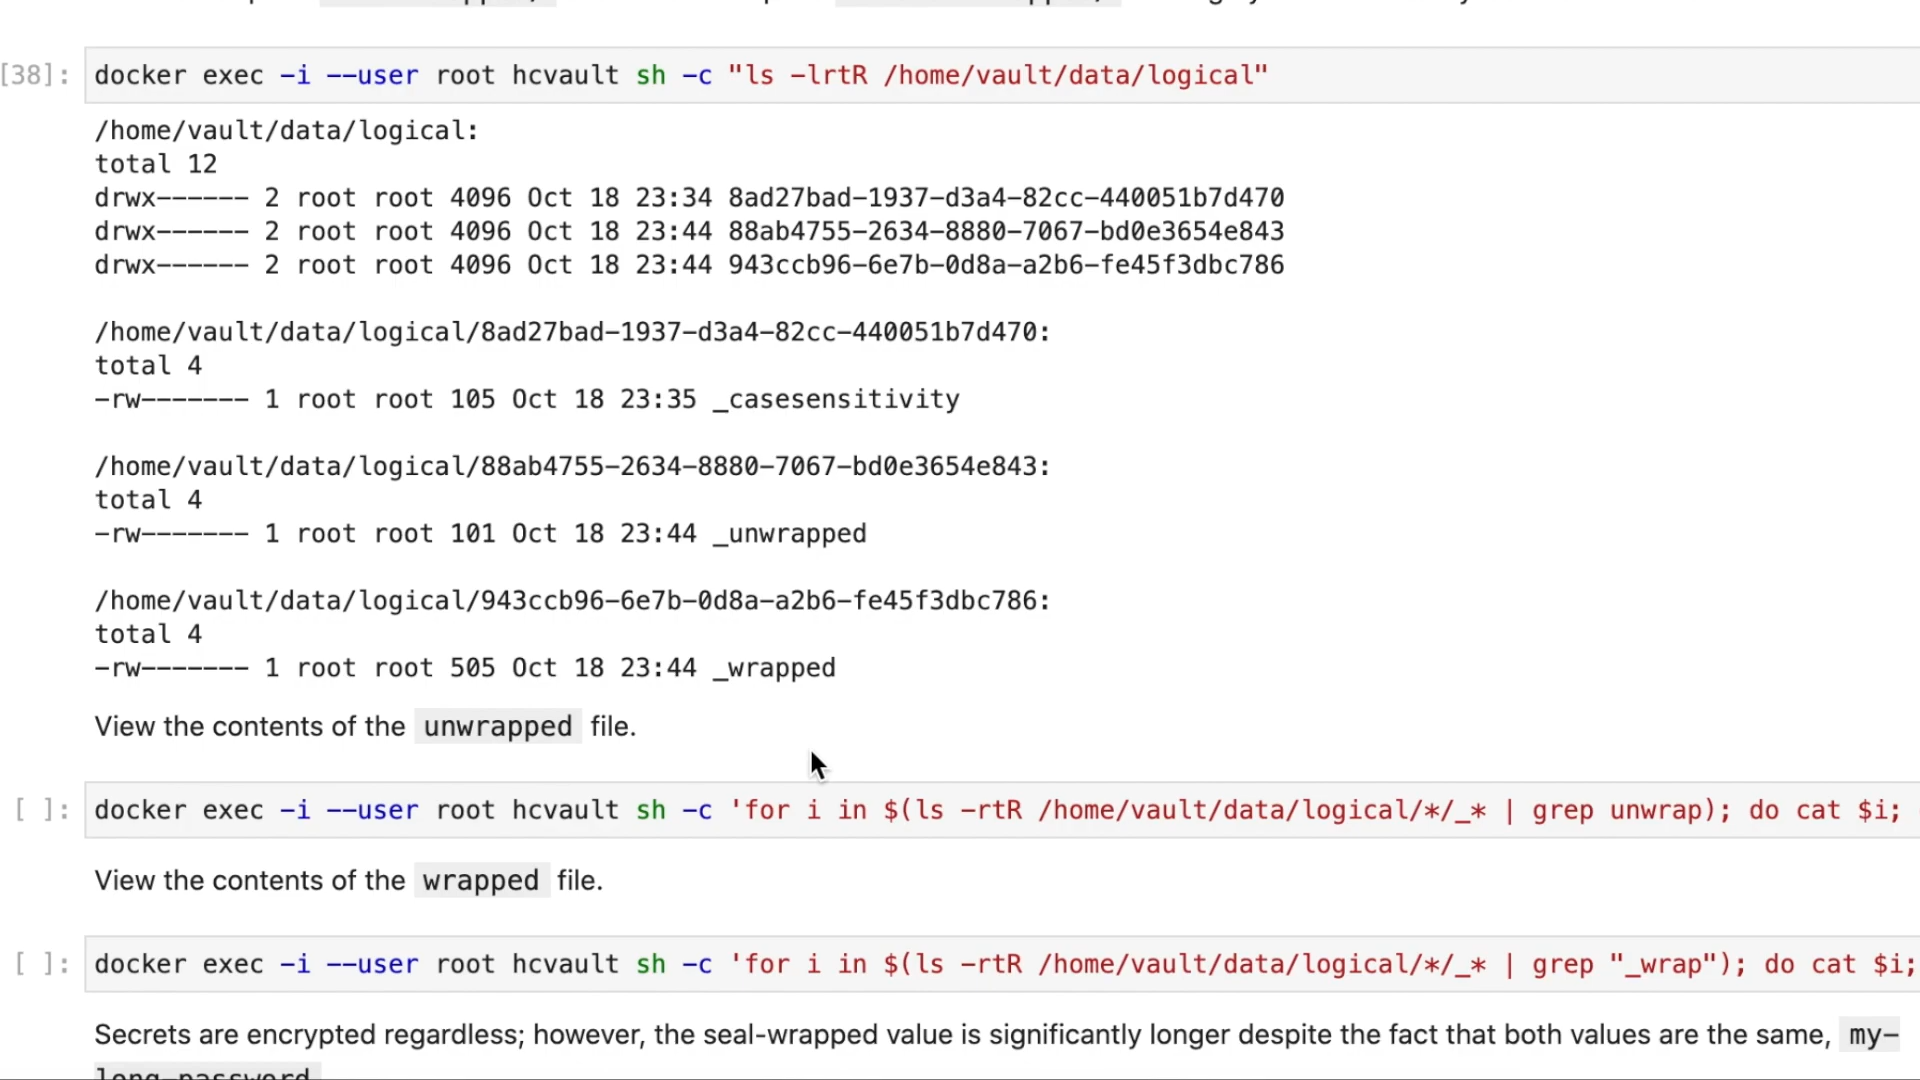 [38]: docker exec -i --user root hcvault sh -c "ls -lrtR /home/vault/data/logical"
/home/vault/data/logical:
total 12
drwx------ 2 root root 4096 Oct 18 23:34 8ad27bad-1937-d3a4-82cc-440051b7d470
drwx------ 2 root root 4096 Oct 18 23:44 88ab4755-2634-8880-7067-bd0e3654e843
drwx------ 2 root root 4096 Oct 18 23:44 943ccb96-6e7b-0d8a-a2b6-fe45f3dbc786
/home/vault/data/logical/8ad27bad-1937-d3a4-82cc-440051b7d470:
total 4
-rw------- 1 root root 105 Oct 18 23:35 _casesensitivity
/home/vault/data/logical/88ab4755-2634-8880-7067-bd0e3654e843:
total 4
-rw------- 1 root root 101 Oct 18 23:44 _unwrapped
/home/vault/data/logical/943ccb96-6e7b-0d8a-a2b6-fe45f3dbc786:
total 4
-rw------- 1 root root 505 Oct 18 23:44 _wrapped
View the contents of the unwrapped file.
[ ]: docker exec -i --user root hcvault sh -c 'for i in $(ls -rtR /home/vault/data/logical/*/_* | grep unwrap); do cat $i;
View the contents of the wrapped file.
[ ]: docker exec -i --user root hcvault sh -c 'for i in $(ls -rtR /home/vault/data/logical/*/_* | grep "_wrap"); do cat $i;
Secrets are encrypted regardless; however, the seal-wrapped value is significantly longer despite the fact that both values are the same, my-
long-password